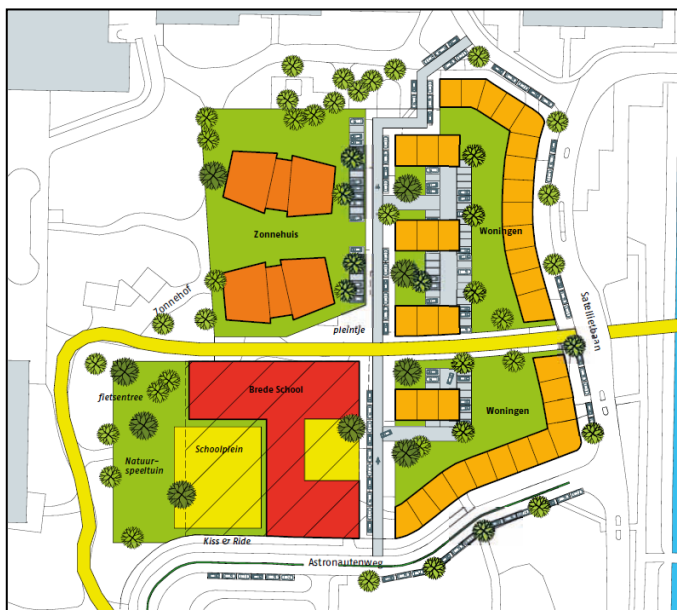 Zonnehuis
Woningen
Zonnehof
Satellietbaan
pleintje
fietsentree
Brede School
Woningen
Schoolplein
Natuur-
speeltuin
Kiss & Ride
Astronautenweg